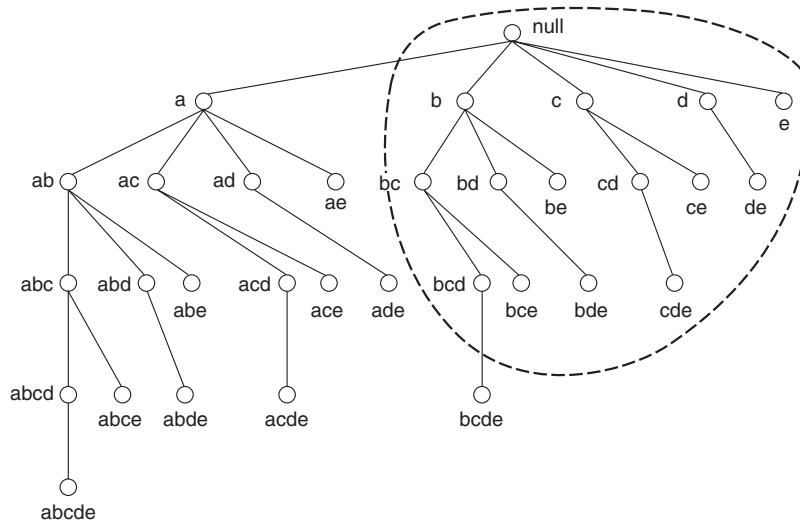 null
a b c d e
ab ac ad ae bc bd be cd ce de
abc abd abe acd ace ade bcd bce bde cde
abcd abce abde acde bcde
abcde